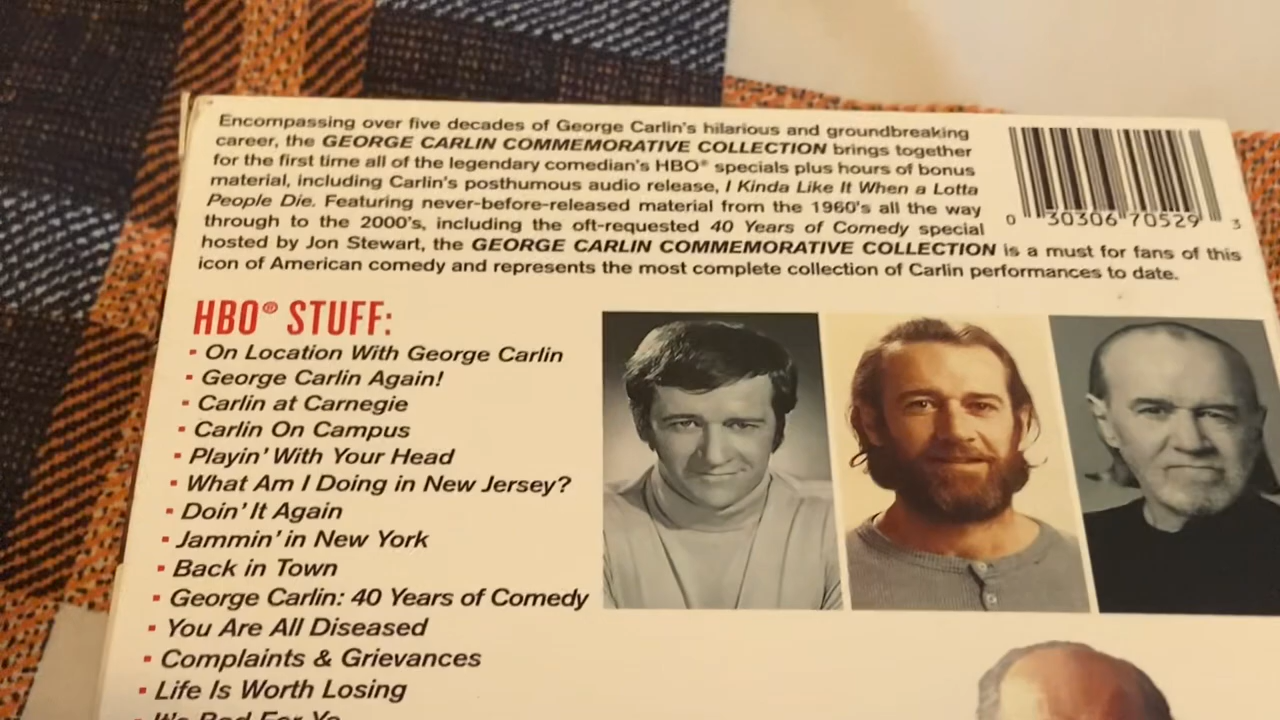 Encompassing over five decades of George Carlin's hilarious and groundbreaking
career, the GEORGE CARLIN COMMEMORATIVE COLLECTION brings together
for the first time all of the legendary comedian's HBO® specials plus hours of bonus
material, including Carlin's posthumous audio release, I Kinda Like It When a Lotta
People Die. Featuring never-before-released material from the 1960's all the way
through to the 2000's, including the oft-requested 40 Years of Comedy special
hosted by Jon Stewart, the GEORGE CARLIN COMMEMORATIVE COLLECTION is a must for fans of this
icon of American comedy and represents the most complete collection of Carlin performances to date.
0 30306 70529 3
HBO® STUFF:
▪ On Location With George Carlin
▪ George Carlin Again!
▪ Carlin at Carnegie
▪ Carlin On Campus
▪ Playin' With Your Head
▪ What Am I Doing in New Jersey?
▪ Doin' It Again
▪ Jammin' in New York
▪ Back in Town
▪ George Carlin: 40 Years of Comedy
▪ You Are All Diseased
▪ Complaints & Grievances
▪ Life Is Worth Losing
▪ It's Bad For Ya